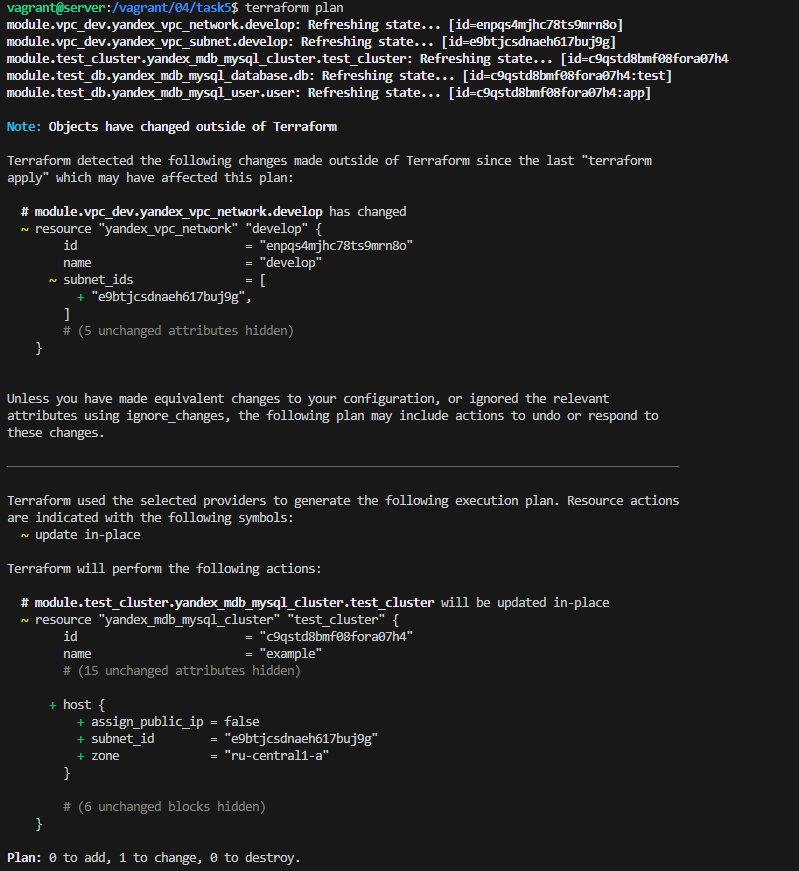 vagrant@server:/vagrant/04/task5$ terraform plan
module.vpc_dev.yandex_vpc_network.develop: Refreshing state... [id=enpqs4mjhc78ts9mrn8o]
module.vpc_dev.yandex_vpc_subnet.develop: Refreshing state... [id=e9btjcsdnaeh617buj9g]
module.test_cluster.yandex_mdb_mysql_cluster.test_cluster: Refreshing state... [id=c9qstd8bmf08fora07h4
module.test_db.yandex_mdb_mysql_database.db: Refreshing state... [id=c9qstd8bmf08fora07h4:test]
module.test_db.yandex_mdb_mysql_user.user: Refreshing state... [id=c9qstd8bmf08fora07h4:app]

Note: Objects have changed outside of Terraform

Terraform detected the following changes made outside of Terraform since the last "terraform
apply" which may have affected this plan:

  # module.vpc_dev.yandex_vpc_network.develop has changed
  ~ resource "yandex_vpc_network" "develop" {
        id                        = "enpqs4mjhc78ts9mrn8o"
        name                      = "develop"
      ~ subnet_ids                = [
          + "e9btjcsdnaeh617buj9g",
        ]
        # (5 unchanged attributes hidden)
    }

Unless you have made equivalent changes to your configuration, or ignored the relevant
attributes using ignore_changes, the following plan may include actions to undo or respond to
these changes.

Terraform used the selected providers to generate the following execution plan. Resource actions
are indicated with the following symbols:
  ~ update in-place

Terraform will perform the following actions:

  # module.test_cluster.yandex_mdb_mysql_cluster.test_cluster will be updated in-place
  ~ resource "yandex_mdb_mysql_cluster" "test_cluster" {
        id                        = "c9qstd8bmf08fora07h4"
        name                      = "example"
        # (15 unchanged attributes hidden)

      + host {
          + assign_public_ip = false
          + subnet_id        = "e9btjcsdnaeh617buj9g"
          + zone             = "ru-central1-a"
        }

        # (6 unchanged blocks hidden)
    }

Plan: 0 to add, 1 to change, 0 to destroy.